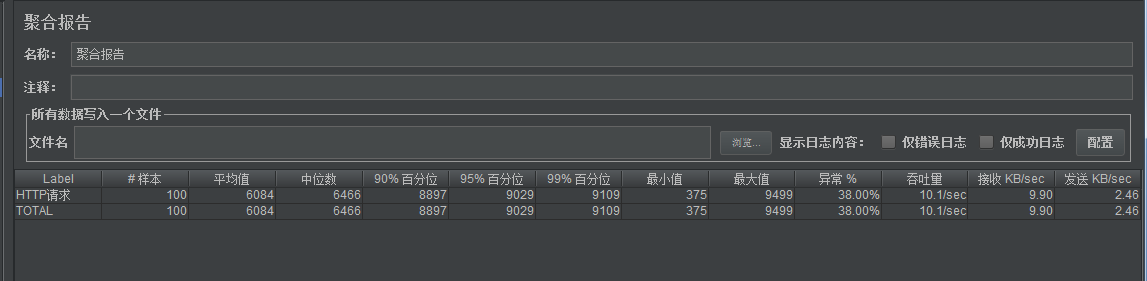 聚合报告
名称： 聚合报告
注释：
所有数据写入一个文件
文件名 浏览... 显示日志内容： 仅错误日志 仅成功日志 配置
Label # 样本 平均值 中位数 90% 百分位 95% 百分位 99% 百分位 最小值 最大值 异常 % 吞吐量 接收 KB/sec 发送 KB/sec
HTTP请求 100 6084 6466 8897 9029 9109 375 9499 38.00% 10.1/sec 9.90 2.46
TOTAL 100 6084 6466 8897 9029 9109 375 9499 38.00% 10.1/sec 9.90 2.46